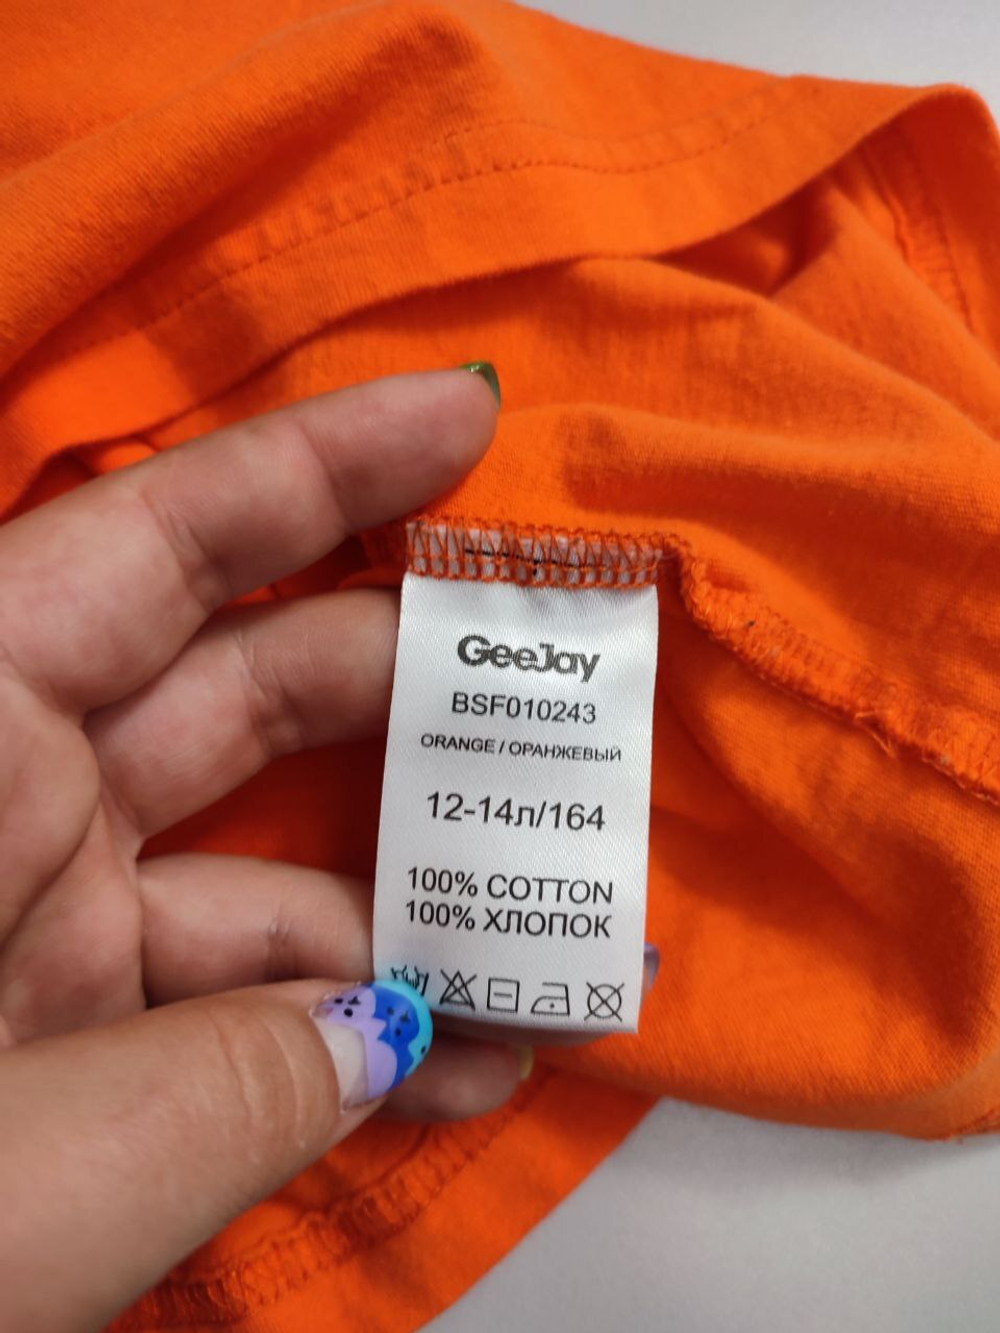 GeeJay
BSF010243
ORANGE / ОРАНЖЕВЫЙ
12-14л/164
100% COTTON
100% ХЛОПОК